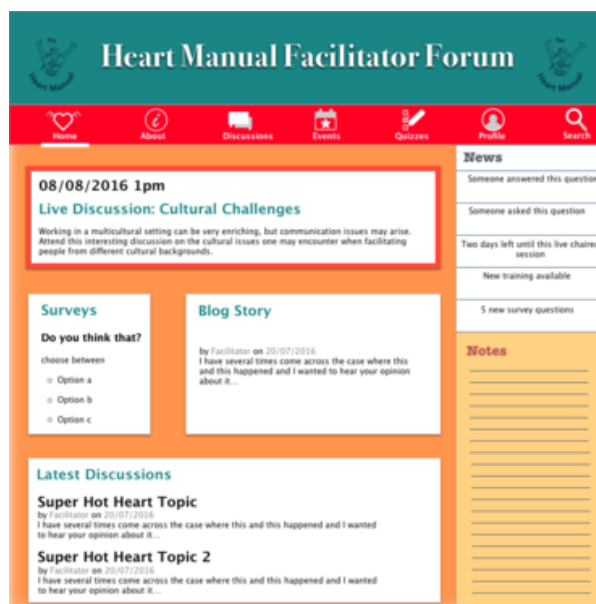 The
Heart Manual
Heart Manual Facilitator Forum
The
Heart Manual
Home
About
Discussions
Events
Quizzes
Profile
Search
08/08/2016 1pm
Live Discussion: Cultural Challenges
Working in a multicultural setting can be very enriching, but communication issues may arise.
Attend this interesting discussion on the cultural issues one may encounter when facilitating
people from different cultural backgrounds.
Surveys
Do you think that?
choose between
Option a
Option b
Option c
Blog Story
by Facilitator on 20/07/2016
I have several times come across the case where this
and this happened and I wanted to hear your opinion
about it...
Latest Discussions
Super Hot Heart Topic
by Facilitator on 20/07/2016
I have several times come across the case where this and this happened and I wanted
to hear your opinion about it...
Super Hot Heart Topic 2
by Facilitator on 20/07/2016
I have several times come across the case where this and this happened and I wanted
to hear your opinion about it...
News
Someone answered this question
Someone asked this question
Two days left until this live chaired
session
New training available
5 new survey questions
Notes